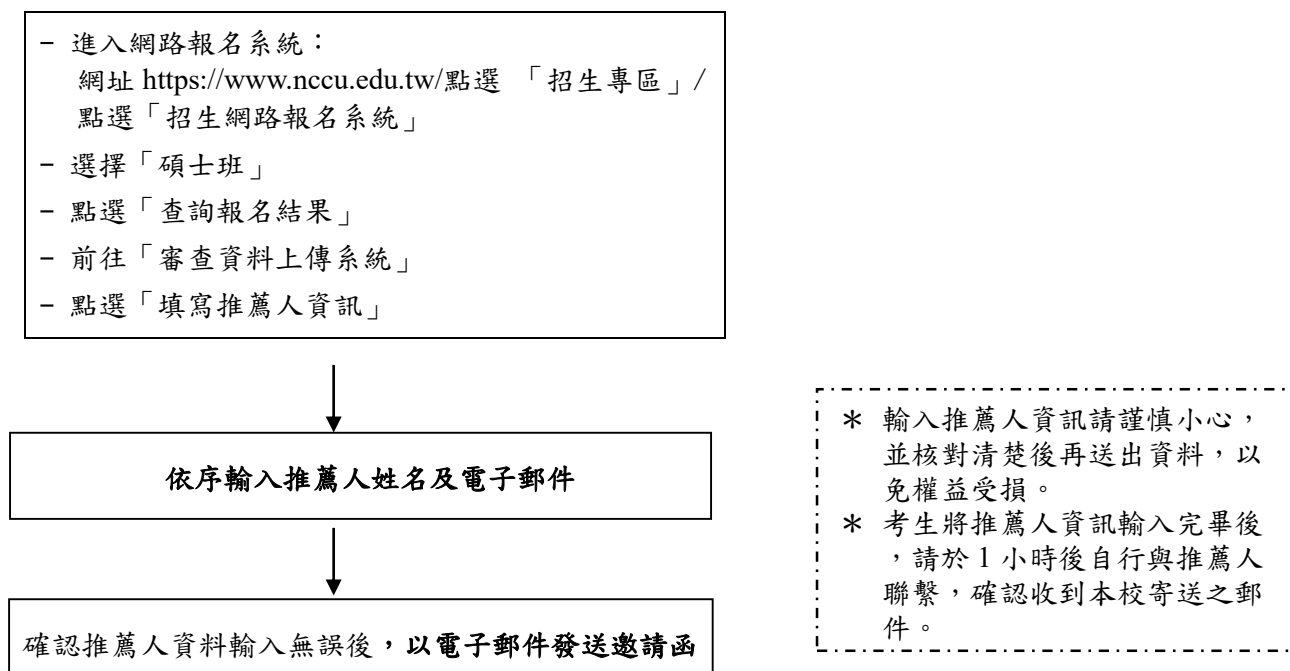 - 進入網路報名系統：
網址 https://www.nccu.edu.tw/點選 「招生專區」/
點選「招生網路報名系統」
- 選擇「碩士班」
- 點選「查詢報名結果」
- 前往「審查資料上傳系統」
- 點選「填寫推薦人資訊」
依序輸入推薦人姓名及電子郵件
確認推薦人資料輸入無誤後，以電子郵件發送邀請函
＊ 輸入推薦人資訊請謹慎小心，
並核對清楚後再送出資料，以
免權益受損。
＊ 考生將推薦人資訊輸入完畢後
，請於 1 小時後自行與推薦人
聯繫，確認收到本校寄送之郵
件。